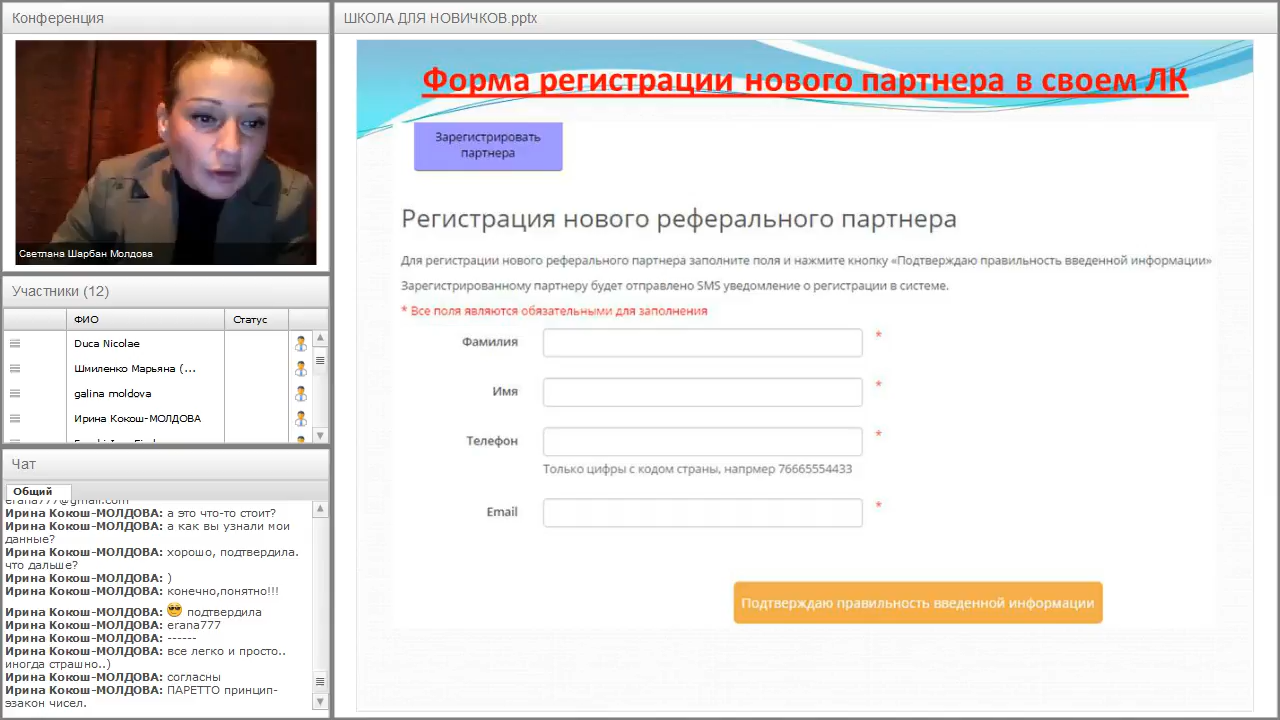 Конференция
Светлана Шарбан Молдова
Участники (12)
ФИО
Статус
Duca Nicolae
Шмиленко Марьяна (...
galina moldova
Ирина Кокош-МОЛДОВА
Чат
Общий
erana777@gmail.com
Ирина Кокош-МОЛДОВА: а это что-то стоит?
Ирина Кокош-МОЛДОВА: а как вы узнали мои
данные?
Ирина Кокош-МОЛДОВА: хорошо, подтвердила.
что дальше?
Ирина Кокош-МОЛДОВА: )
Ирина Кокош-МОЛДОВА: конечно,понятно!!!
Ирина Кокош-МОЛДОВА: подтвердила
Ирина Кокош-МОЛДОВА: erana777
Ирина Кокош-МОЛДОВА: ------
Ирина Кокош-МОЛДОВА: все легко и просто..
иногда страшно..)
Ирина Кокош-МОЛДОВА: согласны
Ирина Кокош-МОЛДОВА: ПАРЕТТО принцип-
эзакон чисел.
ШКОЛА ДЛЯ НОВИЧКОВ.pptx
Форма регистрации нового партнера в своем ЛК
Зарегистрировать
партнера
Регистрация нового реферального партнера
Для регистрации нового реферального партнера заполните поля и нажмите кнопку «Подтверждаю правильность введенной информации»
Зарегистрированному партнеру будет отправлено SMS уведомление о регистрации в системе.
* Все поля являются обязательными для заполнения
Фамилия *
Имя *
Телефон *
Только цифры с кодом страны, напрмер 76665554433
Email *
Подтверждаю правильность введенной информации